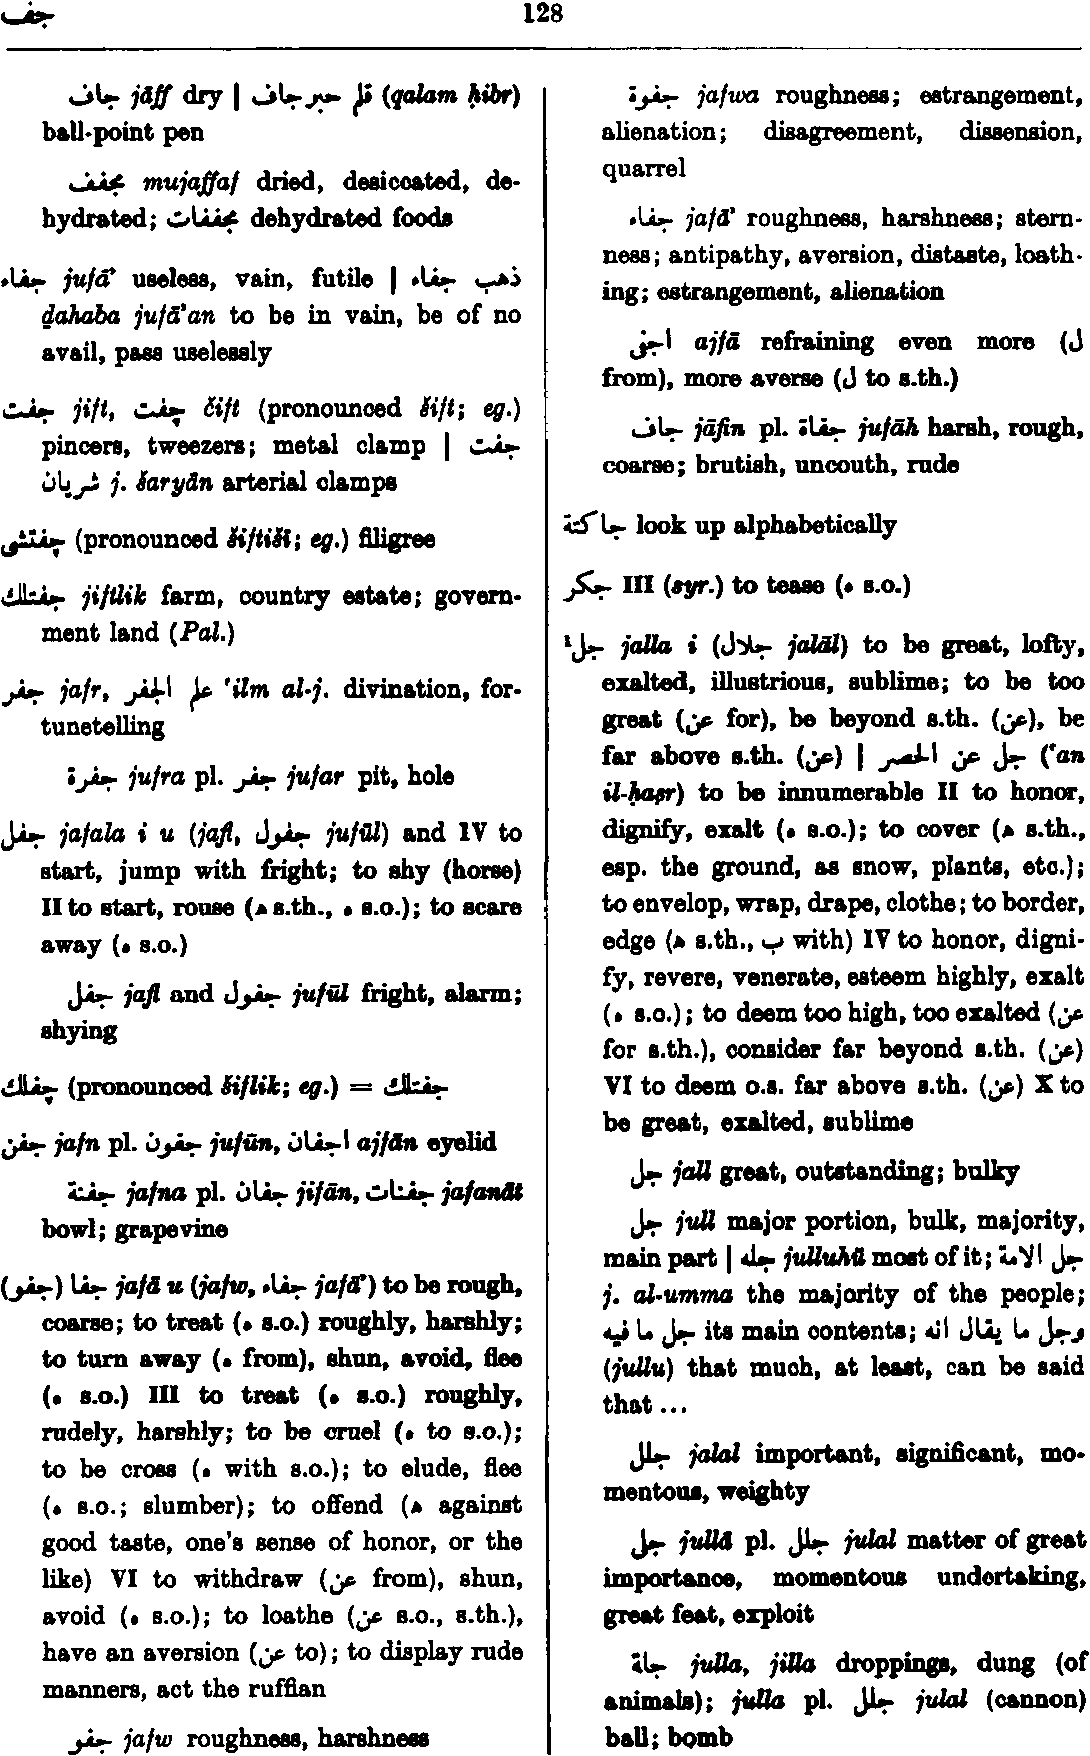 جف
128
جاف jāff dry | قلم حبر جاف (qalam ḥibr)
ball-point pen
مجفف mujaffaf dried, desiccated, de-
hydrated; مجففات dehydrated foods
جفاء jufā’ useless, vain, futile | ذهب جفاء
ḏahaba jufā’an to be in vain, be of no
avail, pass uselessly
جفت jift, چفت čift (pronounced šift; eg.)
pincers, tweezers; metal clamp | جفت
شريان j. šaryān arterial clamps
چفتشى (pronounced šiftišī; eg.) filigree
جفتلك jiftlik farm, country estate; govern-
ment land (Pal.)
جفر jafr, علم الجفر ‘ilm al-j. divination, for-
tunetelling
جفرة jufra pl. جفر jufar pit, hole
جفل jafala i u (jafl, جفول jufūl) and IV to
start, jump with fright; to shy (horse)
II to start, rouse (ه s.th., ه s.o.); to scare
away (ه s.o.)
جفل jafl and جفول jufūl fright, alarm;
shying
چفلك (pronounced šiflik; eg.) = جفتلك
جفن jafn pl. جفون jufūn, اجفان ajfān eyelid
جفنة jafna pl. جفان jifān, جفنات jafanāt
bowl; grapevine
(جفو) جفا jafā u (jafw, جفاء jafā’) to be rough,
coarse; to treat (ه s.o.) roughly, harshly;
to turn away (ه from), shun, avoid, flee
(ه s.o.) III to treat (ه s.o.) roughly,
rudely, harshly; to be cruel (ه to s.o.);
to be cross (ه with s.o.); to elude, flee
(ه s.o.; slumber); to offend (ه against
good taste, one's sense of honor, or the
like) VI to withdraw (عن from), shun,
avoid (ه s.o.); to loathe (عن s.o., s.th.),
have an aversion (عن to); to display rude
manners, act the ruffian
جفو jafw roughness, harshness
جفوة jafwa roughness; estrangement,
alienation; disagreement, dissension,
quarrel
جفاء jafā’ roughness, harshness; stern-
ness; antipathy, aversion, distaste, loath-
ing; estrangement, alienation
اجفى ajfā refraining even more (ل
from), more averse (ل to s.th.)
جاف jāfin pl. جفاة jufāh harsh, rough,
coarse; brutish, uncouth, rude
جاكتة look up alphabetically
جكر III (syr.) to tease (ه s.o.)
جل¹ jalla i (جلال jalāl) to be great, lofty,
exalted, illustrious, sublime; to be too
great (عن for), be beyond s.th. (عن), be
far above s.th. (عن) | جل عن الحصر (‘an
il-ḥaṣr) to be innumerable II to honor,
dignify, exalt (ه s.o.); to cover (ه s.th.,
esp. the ground, as snow, plants, etc.);
to envelop, wrap, drape, clothe; to border,
edge (ه s.th., ب with) IV to honor, digni-
fy, revere, venerate, esteem highly, exalt
(ه s.o.); to deem too high, too exalted (عن
for s.th.), consider far beyond s.th. (عن)
VI to deem o.s. far above s.th. (عن) X to
be great, exalted, sublime
جل jall great, outstanding; bulky
جل jull major portion, bulk, majority,
main part | جله julluhū most of it; جل الامة
j. al-umma the majority of the people;
جل ما فيه its main contents; وجل ما يقال انه
(jullu) that much, at least, can be said
that ...
جلل jalal important, significant, mo-
mentous, weighty
جلى jullā pl. جلل julal matter of great
importance, momentous undertaking,
great feat, exploit
جلة julla, jilla droppings, dung (of
animals); julla pl. جلل julal (cannon)
ball; bomb